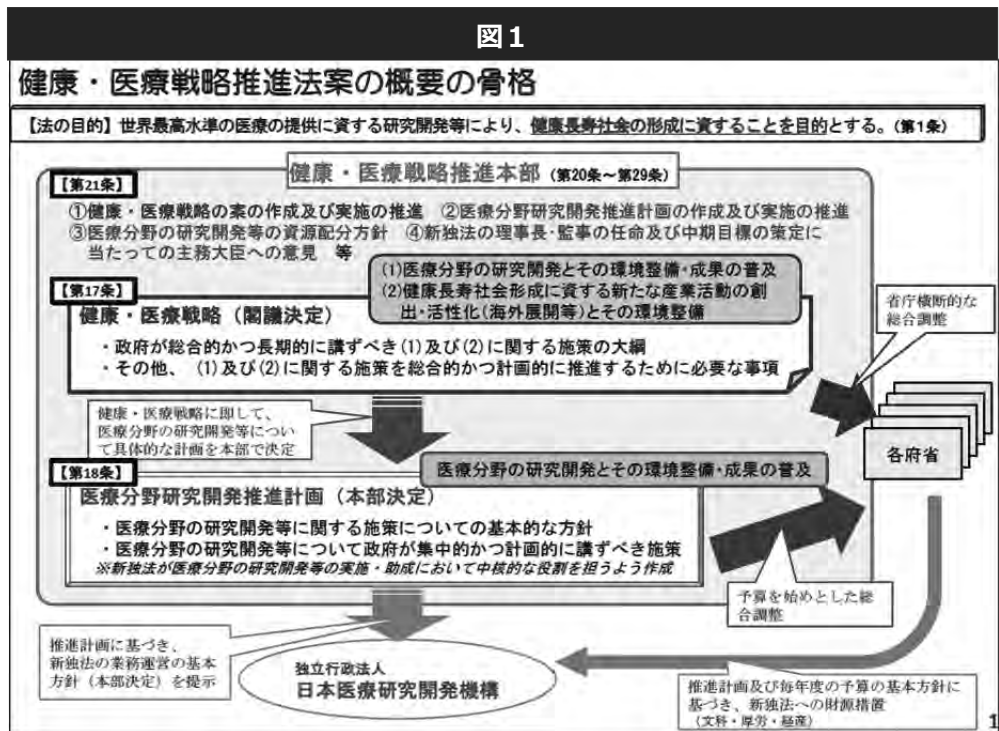 図1
健康・医療戦略推進法案の概要の骨格
【法の目的】世界最高水準の医療の提供に資する研究開発等により、健康長寿社会の形成に資することを目的とする。(第1条)
健康・医療戦略推進本部(第20条～第29条)
【第21条】
①健康・医療戦略の案の作成及び実施の推進 ②医療分野研究開発推進計画の作成及び実施の推進
③医療分野の研究開発等の資源配分方針 ④新独法の理事長・監事の任命及び中期目標の策定に
当たっての主務大臣への意見 等
(1)医療分野の研究開発とその環境整備・成果の普及
(2)健康長寿社会形成に資する新たな産業活動の創
出・活性化(海外展開等)とその環境整備
【第17条】
健康・医療戦略(閣議決定)
・政府が総合的かつ長期的に講ずべき(1)及び(2)に関する施策の大綱
・その他、(1)及び(2)に関する施策を総合的かつ計画的に推進するために必要な事項
省庁横断的な
総合調整
各府省
健康・医療戦略に即して、
医療分野の研究開発等につい
て具体的な計画を本部で決定
【第18条】
医療分野の研究開発とその環境整備・成果の普及
医療分野研究開発推進計画(本部決定)
・医療分野の研究開発等に関する施策についての基本的な方針
・医療分野の研究開発等について政府が集中的かつ計画的に講ずべき施策
※新独法が医療分野の研究開発等の実施・助成において中核的な役割を担うよう作成
予算を始めとした総
合調整
推進計画に基づき、
新独法の業務運営の基本
方針(本部決定)を提示
独立行政法人
日本医療研究開発機構
推進計画及び毎年度の予算の基本方針に
基づき、新独法への財源措置
(文科・厚労・経産)
1